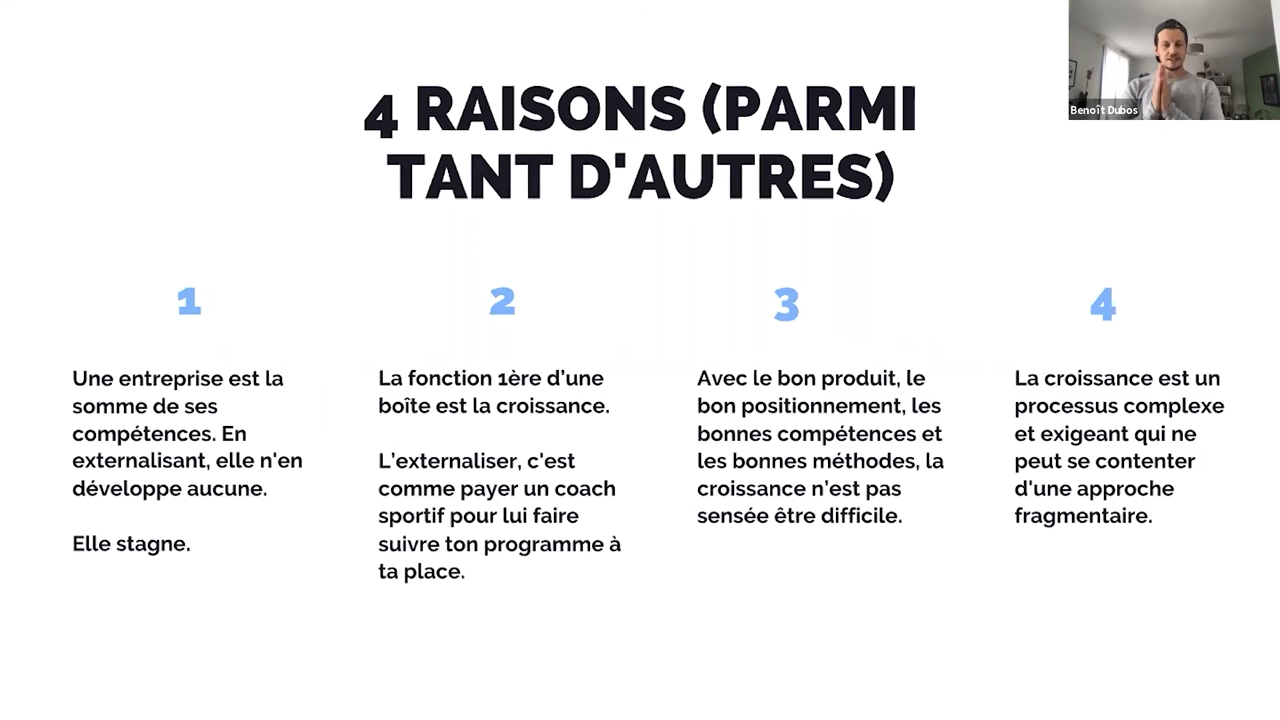 Benoît Dubos
4 RAISONS (PARMI
TANT D'AUTRES)
1
Une entreprise est la
somme de ses
compétences. En
externalisant, elle n'en
développe aucune.
Elle stagne.
2
La fonction 1ère d’une
boîte est la croissance.
L’externaliser, c'est
comme payer un coach
sportif pour lui faire
suivre ton programme à
ta place.
3
Avec le bon produit, le
bon positionnement, les
bonnes compétences et
les bonnes méthodes, la
croissance n’est pas
sensée être difficile.
4
La croissance est un
processus complexe
et exigeant qui ne
peut se contenter
d'une approche
fragmentaire.